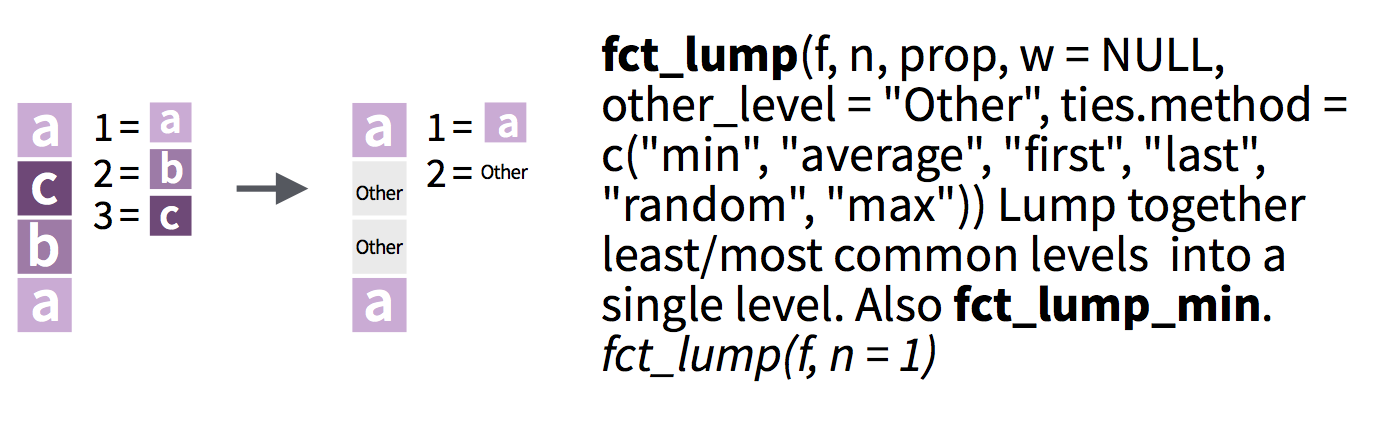 a
c
b
a
1 = a
2 = b
3 = c
a
Other
Other
a
1 = a
2 = Other
fct_lump(f, n, prop, w = NULL,
other_level = "Other", ties.method =
c("min", "average", "first", "last",
"random", "max")) Lump together
least/most common levels into a
single level. Also fct_lump_min.
fct_lump(f, n = 1)